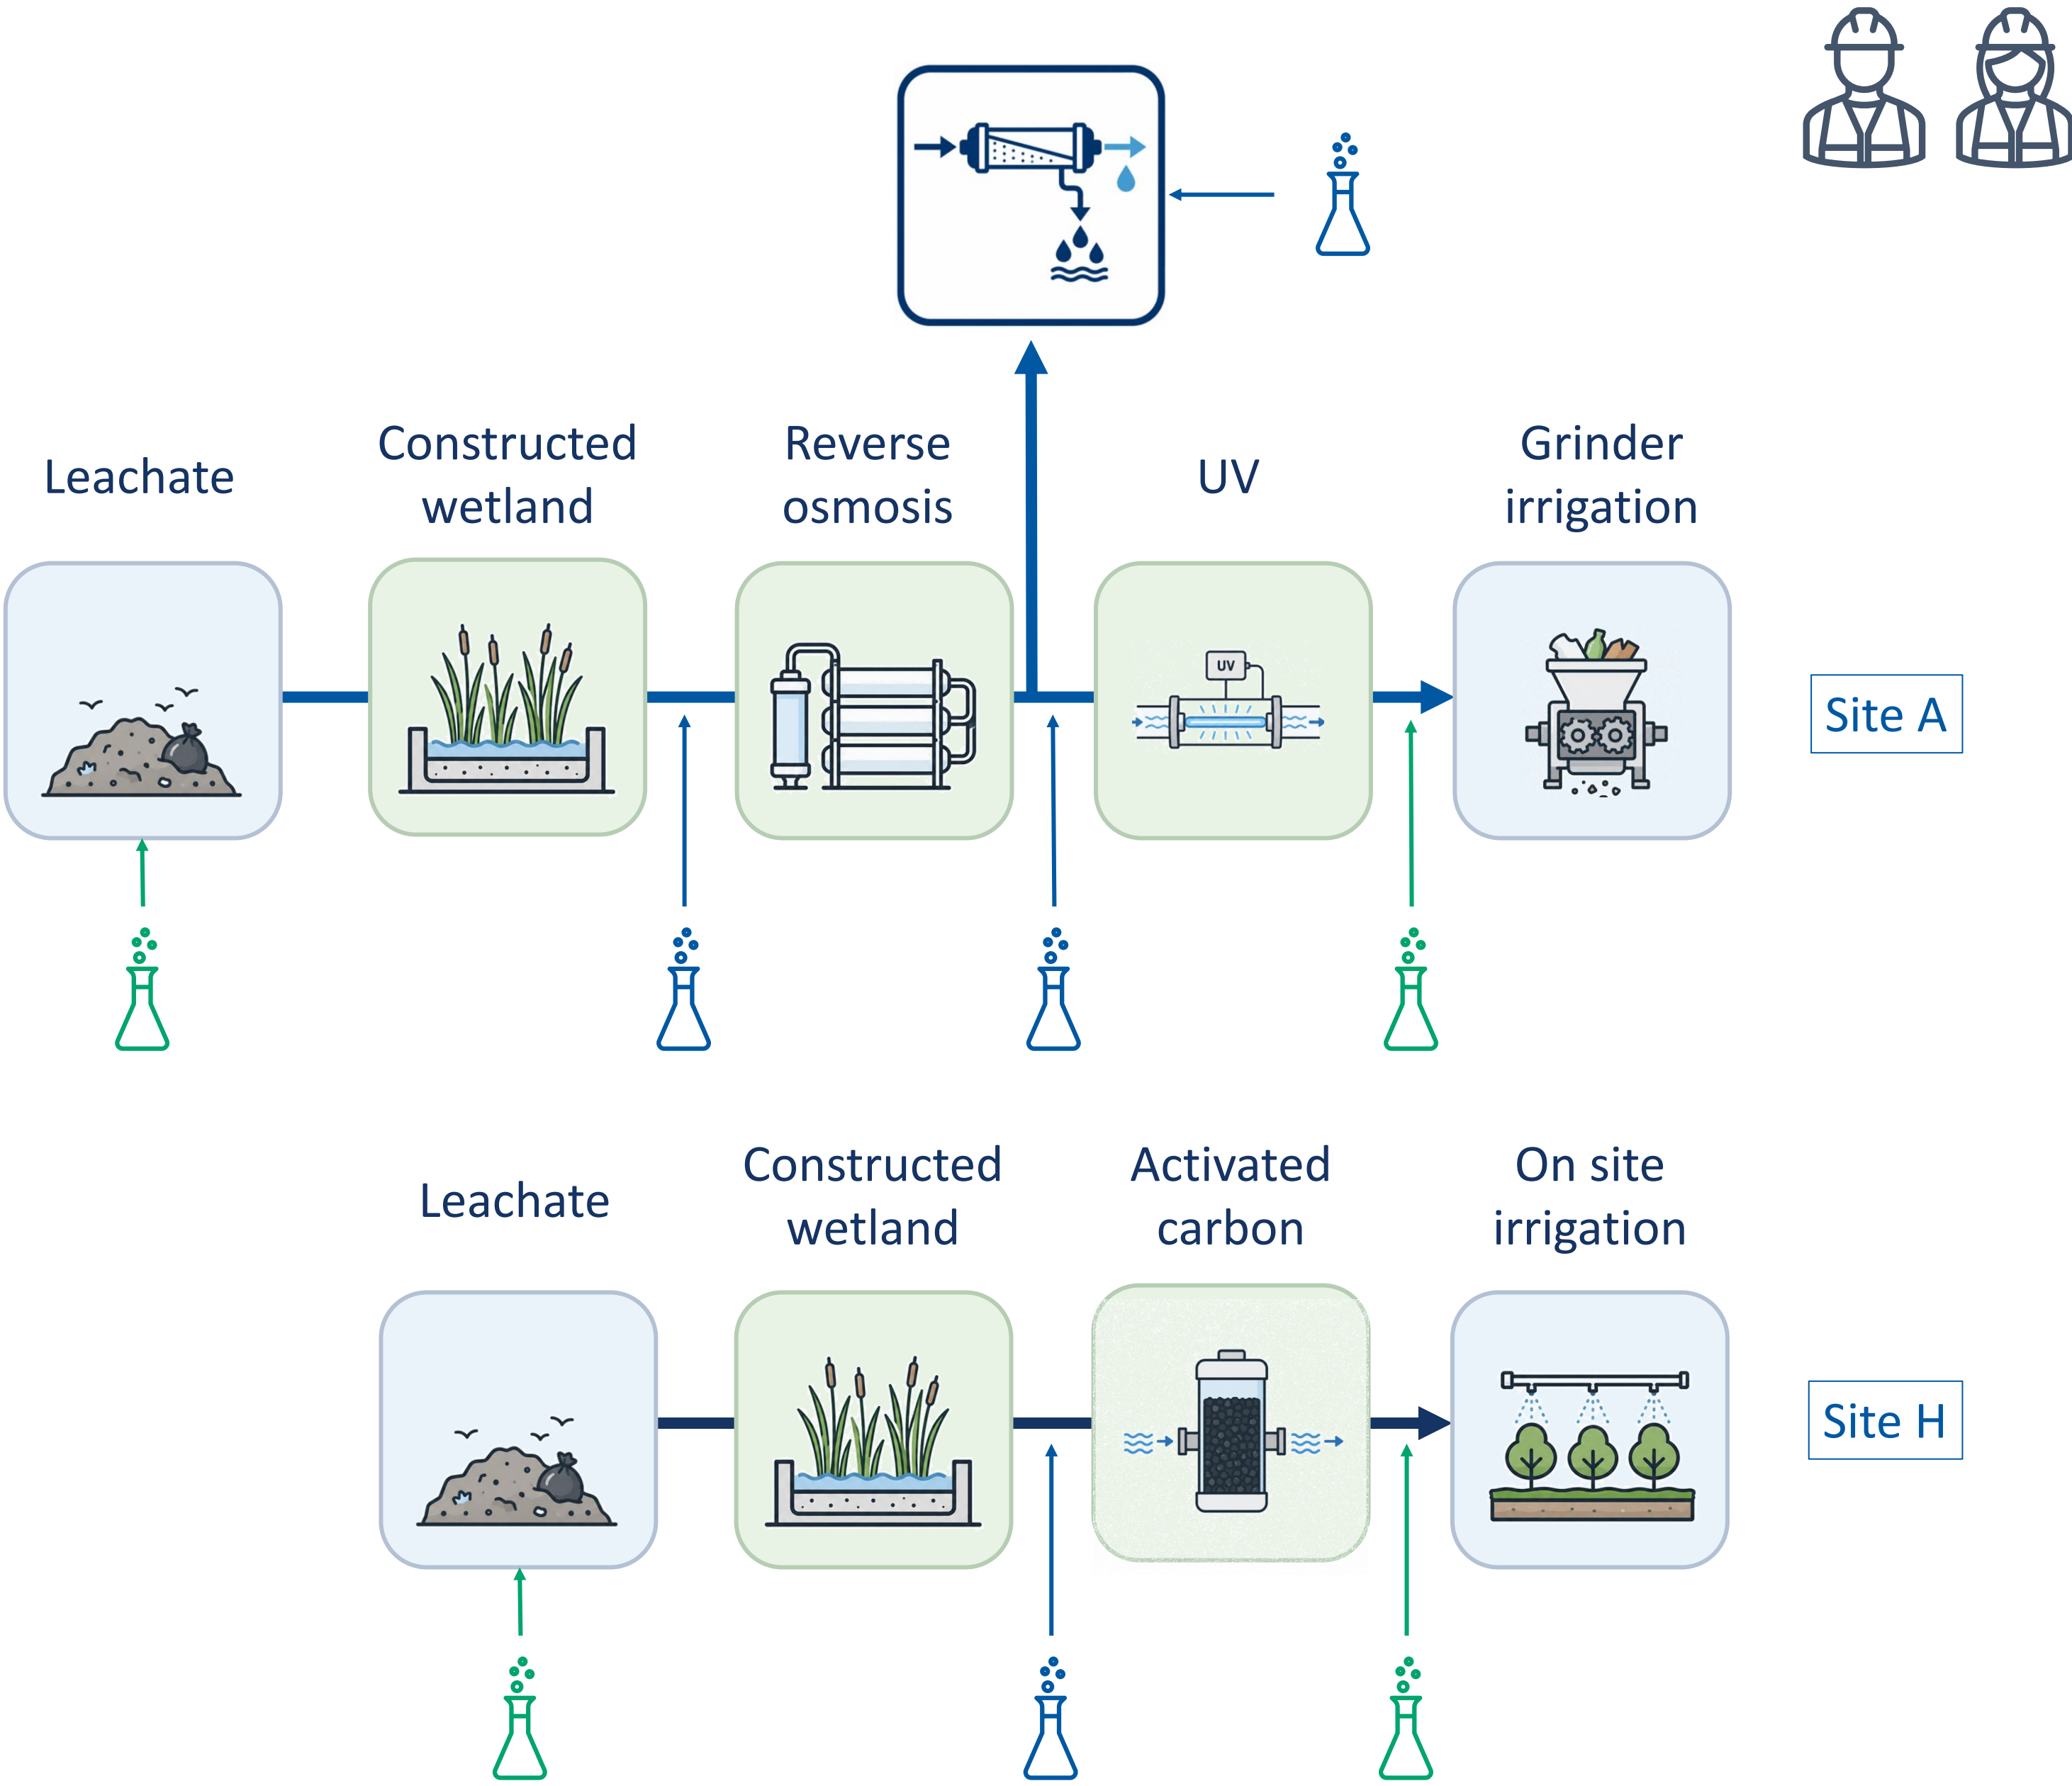 Leachate
Constructed
wetland
Reverse
osmosis
UV
Grinder
irrigation
UV
Site A
Leachate
Constructed
wetland
Activated
carbon
On site
irrigation
Site H